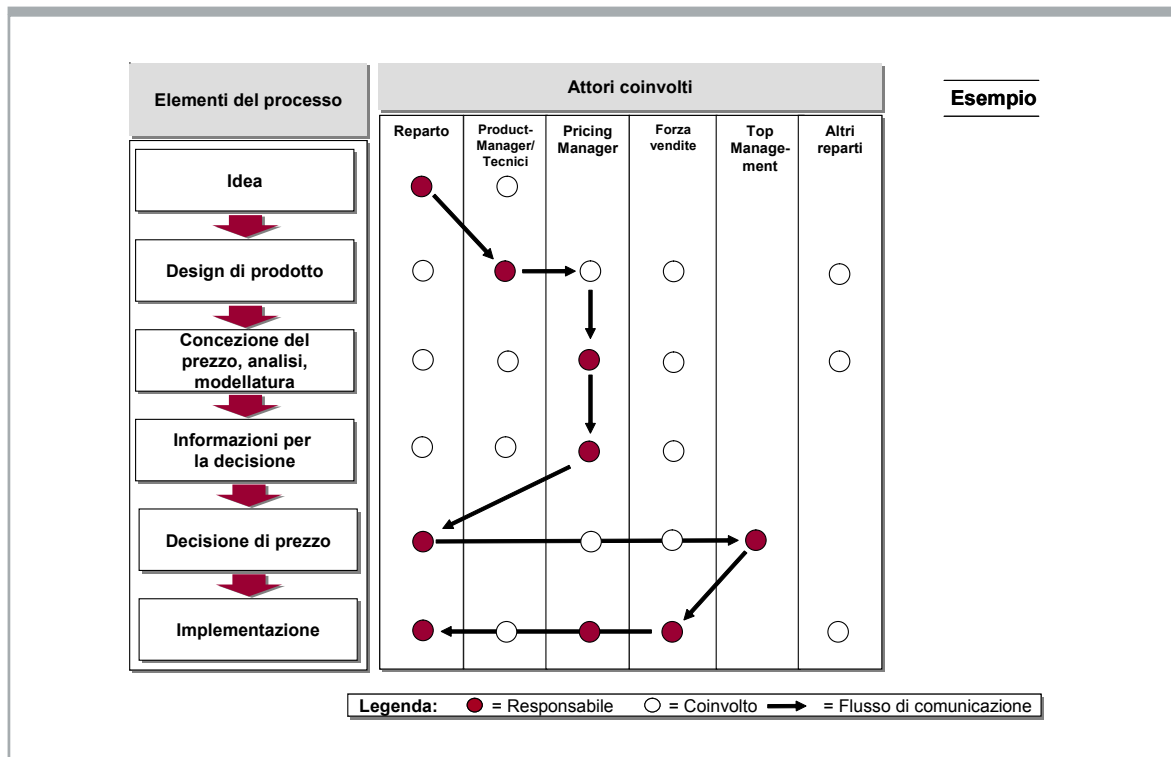 Elementi del processo
Attori coinvolti
Esempio
Reparto
Product-
Manager/
Tecnici
Pricing
Manager
Forza
vendite
Top
Manage-
ment
Altri
reparti
Idea
Design di prodotto
Concezione del
prezzo, analisi,
modellatura
Informazioni per
la decisione
Decisione di prezzo
Implementazione
Legenda: = Responsabile = Coinvolto = Flusso di comunicazione